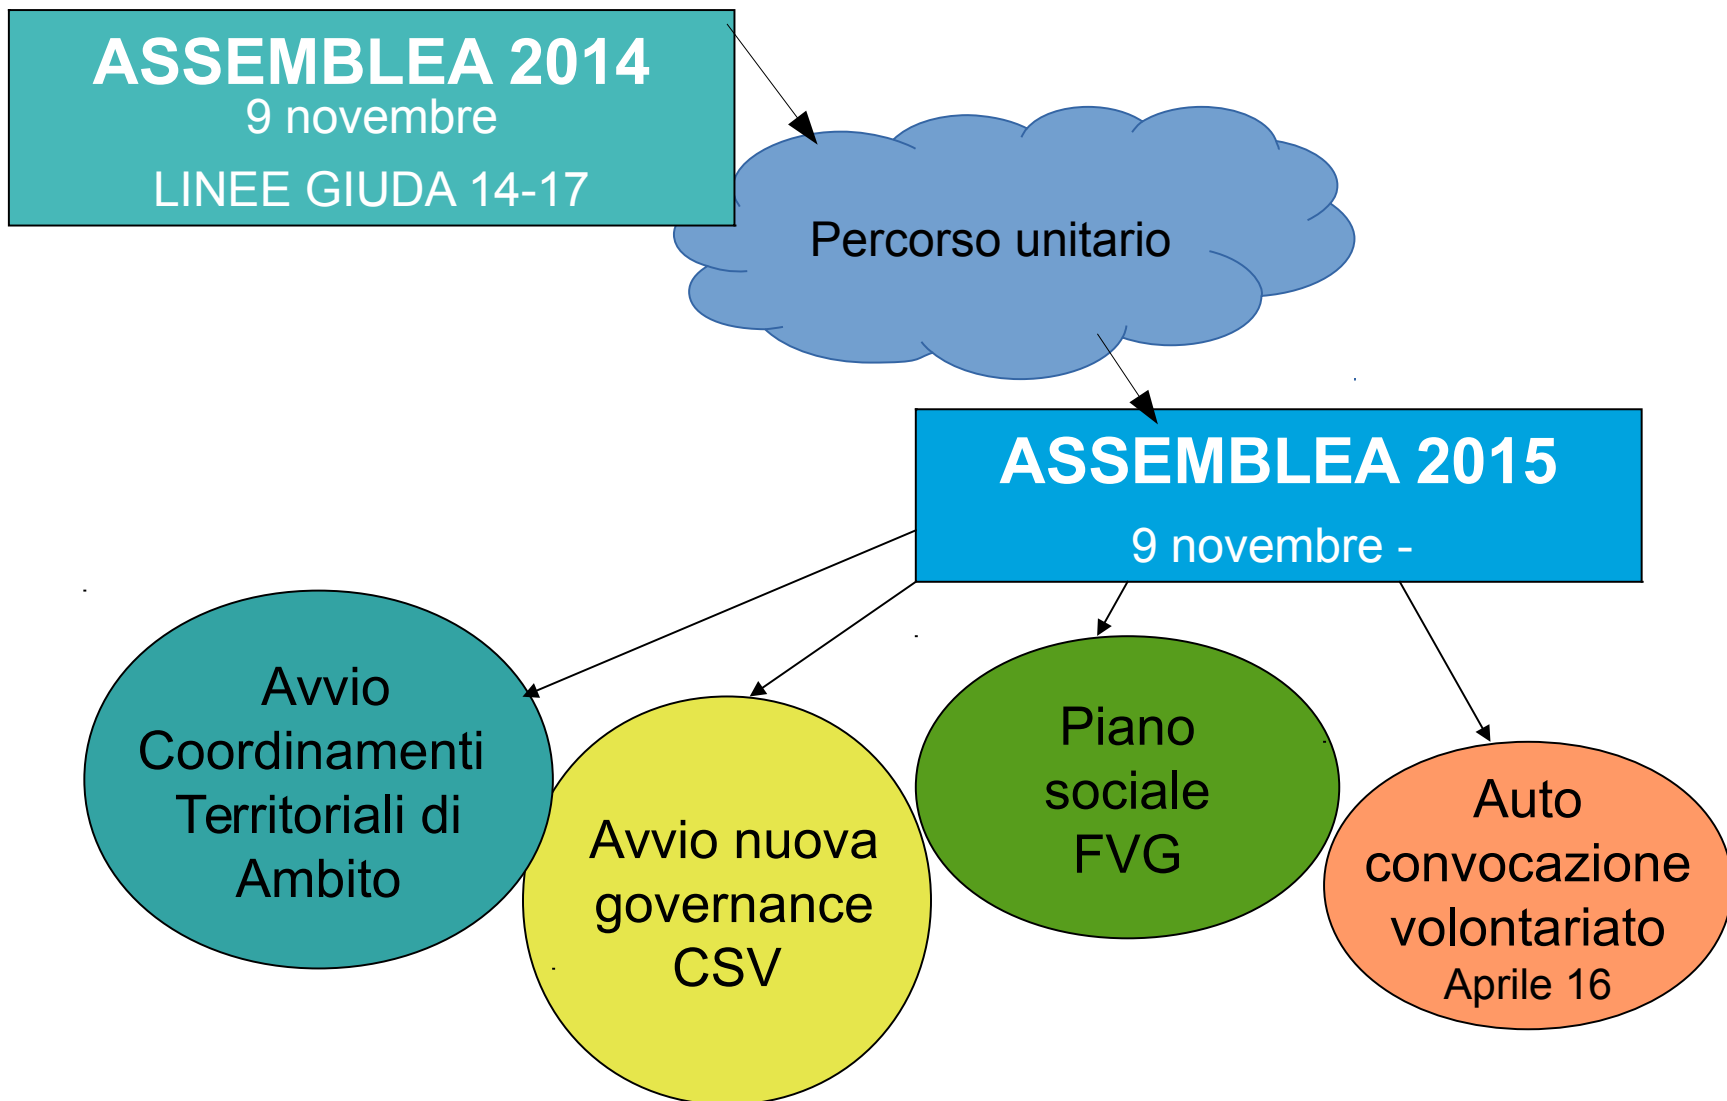 ASSEMBLEA 2014
9 novembre
LINEE GIUDA 14-17
Percorso unitario
ASSEMBLEA 2015
9 novembre -
Avvio
Coordinamenti
Territoriali di
Ambito
Avvio nuova
governance
CSV
Piano
sociale
FVG
Auto
convocazione
volontariato
Aprile 16